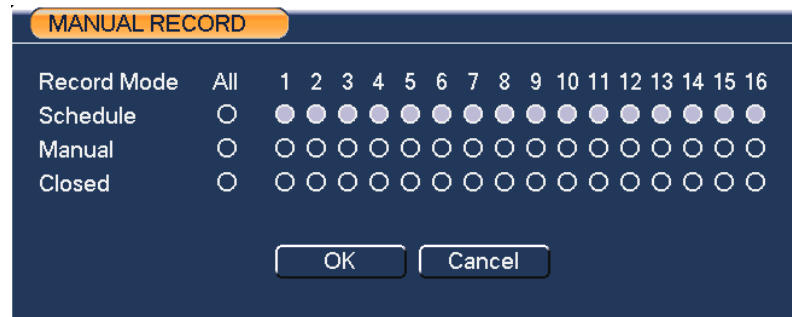 MANUAL RECORD
Record Mode All 1 2 3 4 5 6 7 8 9 10 11 12 13 14 15 16
Schedule
Manual
Closed
OK Cancel